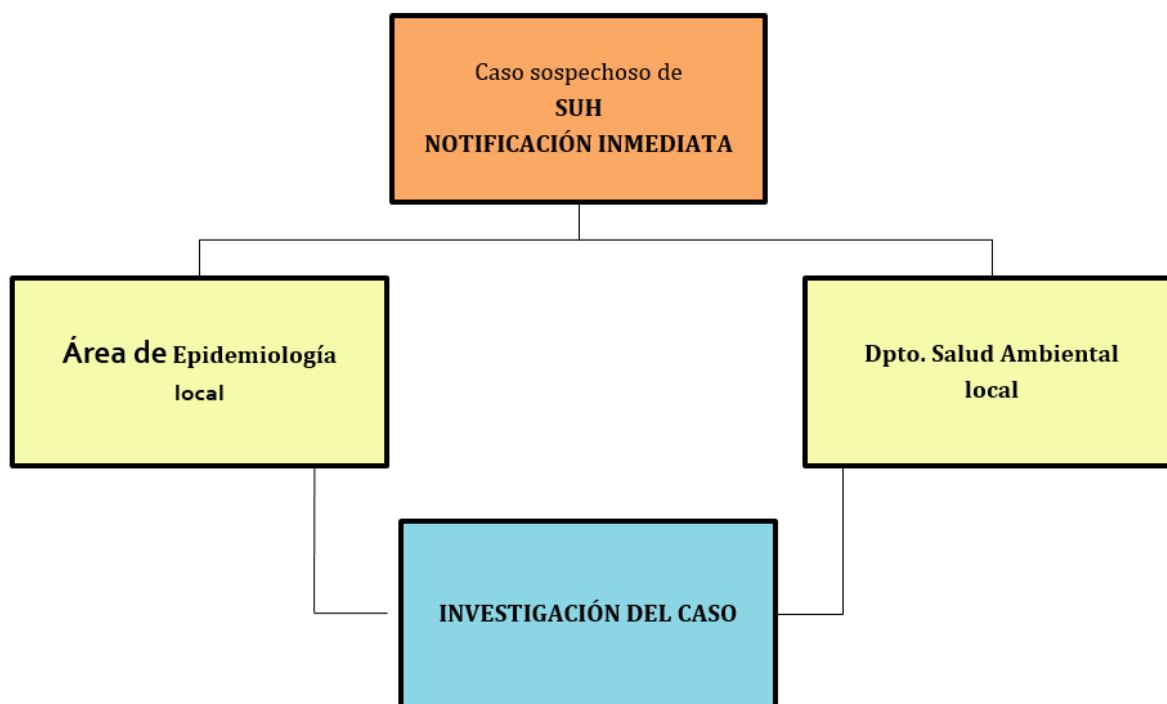 Caso sospechoso de
SUH
NOTIFICACIÓN INMEDIATA
Área de Epidemiología
local
Dpto. Salud Ambiental
local
INVESTIGACIÓN DEL CASO